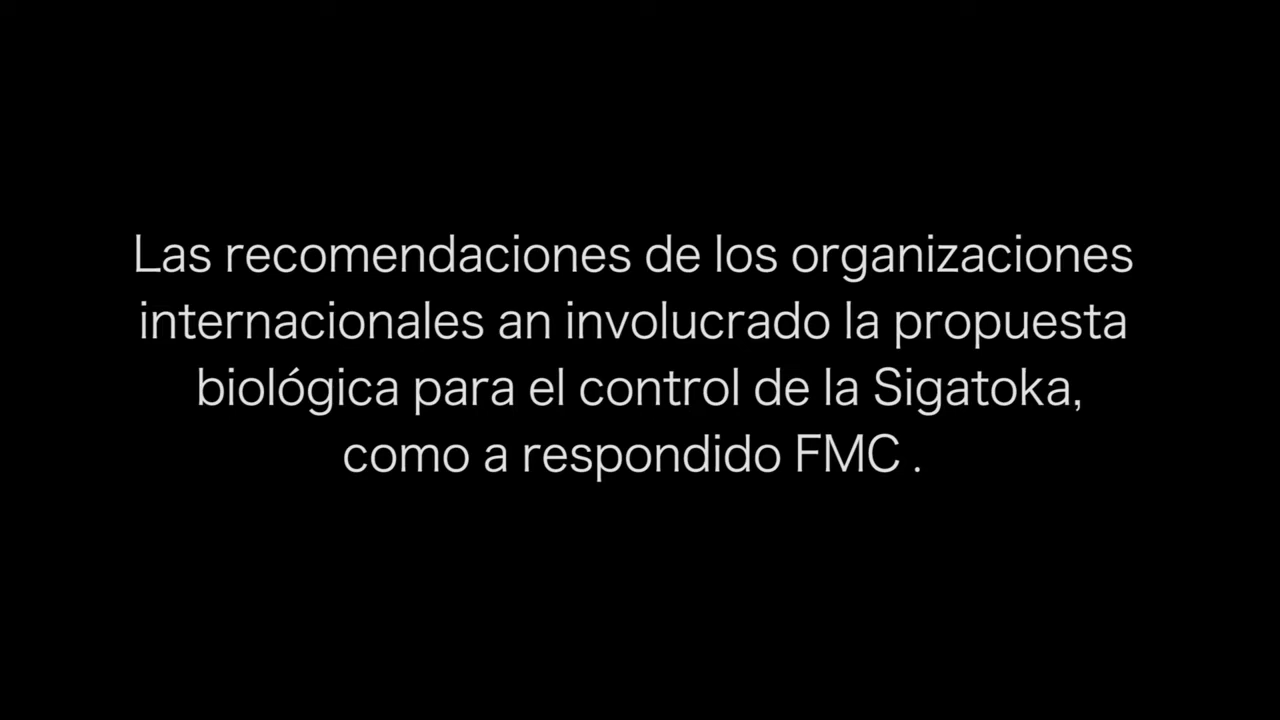 Las recomendaciones de los organizaciones
internacionales an involucrado la propuesta
biológica para el control de la Sigatoka,
como a respondido FMC .